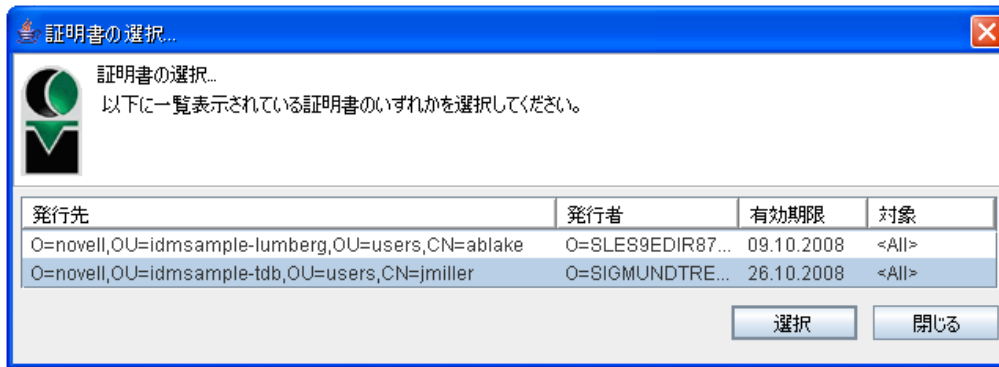 証明書の選択...
証明書の選択...
以下に一覧表示されている証明書のいずれかを選択してください。
発行先 発行者 有効期限 対象
O=novell,OU=idmsample-lumberg,OU=users,CN=ablake O=SLES9EDIR87... 09.10.2008 <All>
O=novell,OU=idmsample-tdb,OU=users,CN=jmiller O=SIGMUNDTRE... 26.10.2008 <All>
選択 閉じる